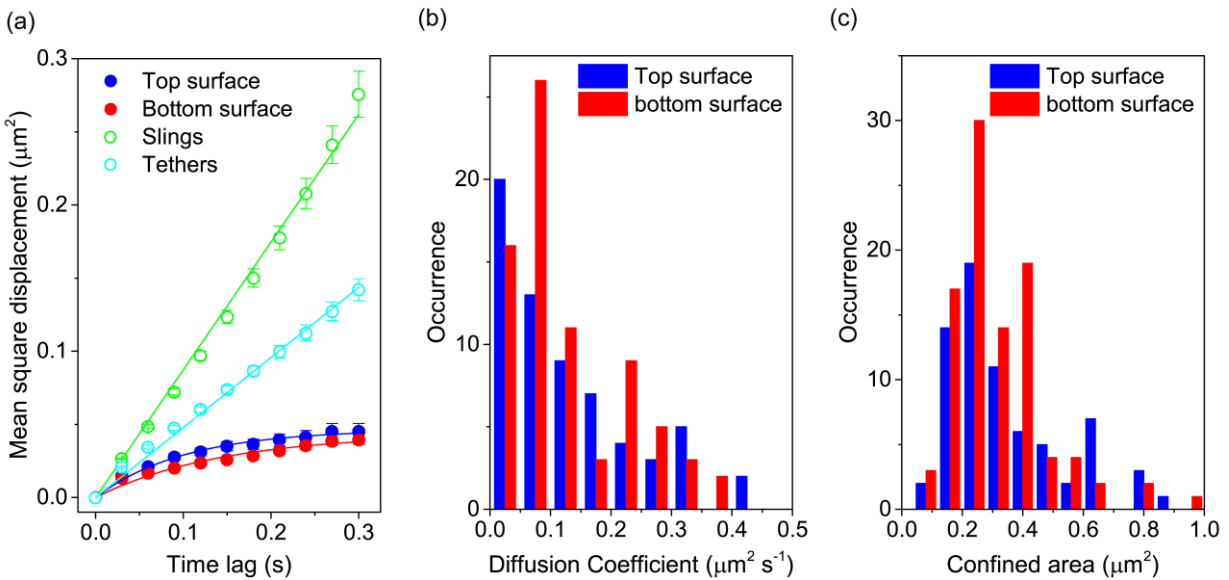 (a)
Mean square displacement (μm²)
0.3
0.2
0.1
0.0
Top surface
Bottom surface
Slings
Tethers
0.0 0.1 0.2 0.3
Time lag (s)
(b)
Occurrence
20
10
0
Top surface
bottom surface
0.0 0.1 0.2 0.3 0.4 0.5
Diffusion Coefficient (μm² s⁻¹)
(c)
Occurrence
30
20
10
0
Top surface
bottom surface
0.0 0.2 0.4 0.6 0.8 1.0
Confined area (μm²)